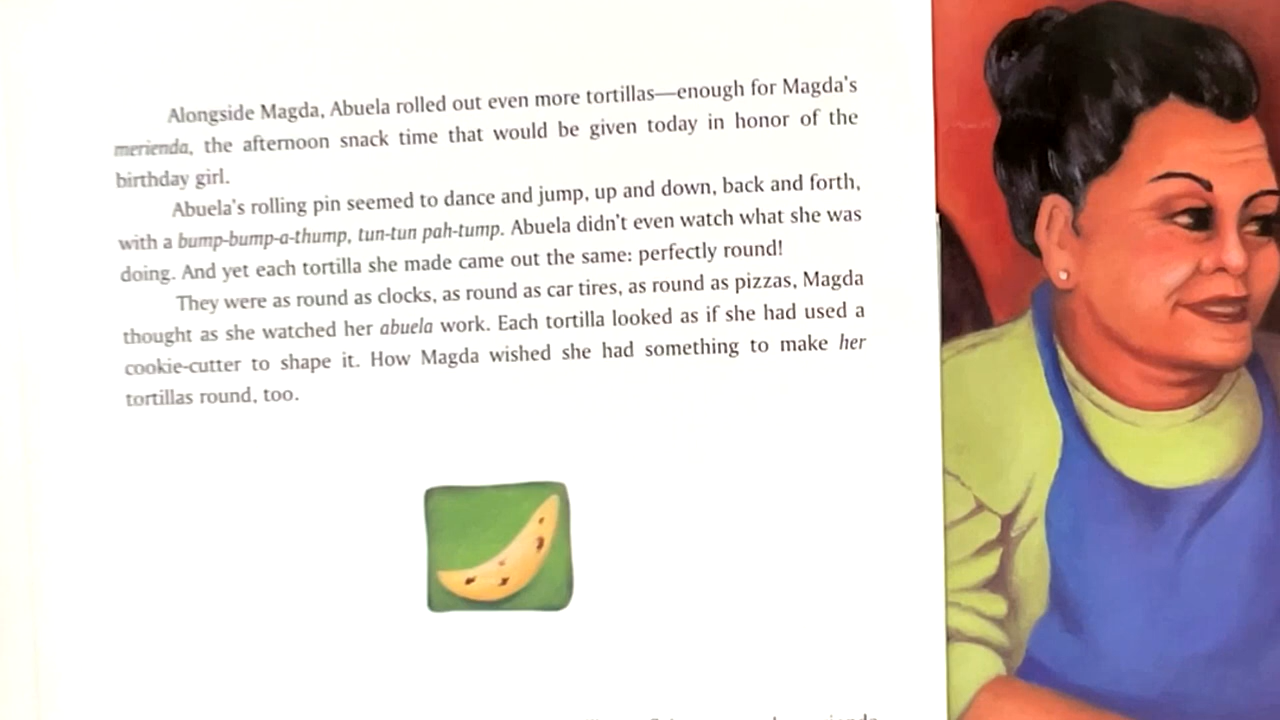 Alongside Magda, Abuela rolled out even more tortillas—enough for Magda's
merienda, the afternoon snack time that would be given today in honor of the
birthday girl.
Abuela's rolling pin seemed to dance and jump, up and down, back and forth,
with a bump-bump-a-thump, tun-tun pah-tump. Abuela didn't even watch what she was
doing. And yet each tortilla she made came out the same: perfectly round!
They were as round as clocks, as round as car tires, as round as pizzas, Magda
thought as she watched her abuela work. Each tortilla looked as if she had used a
cookie-cutter to shape it. How Magda wished she had something to make her
tortillas round, too.